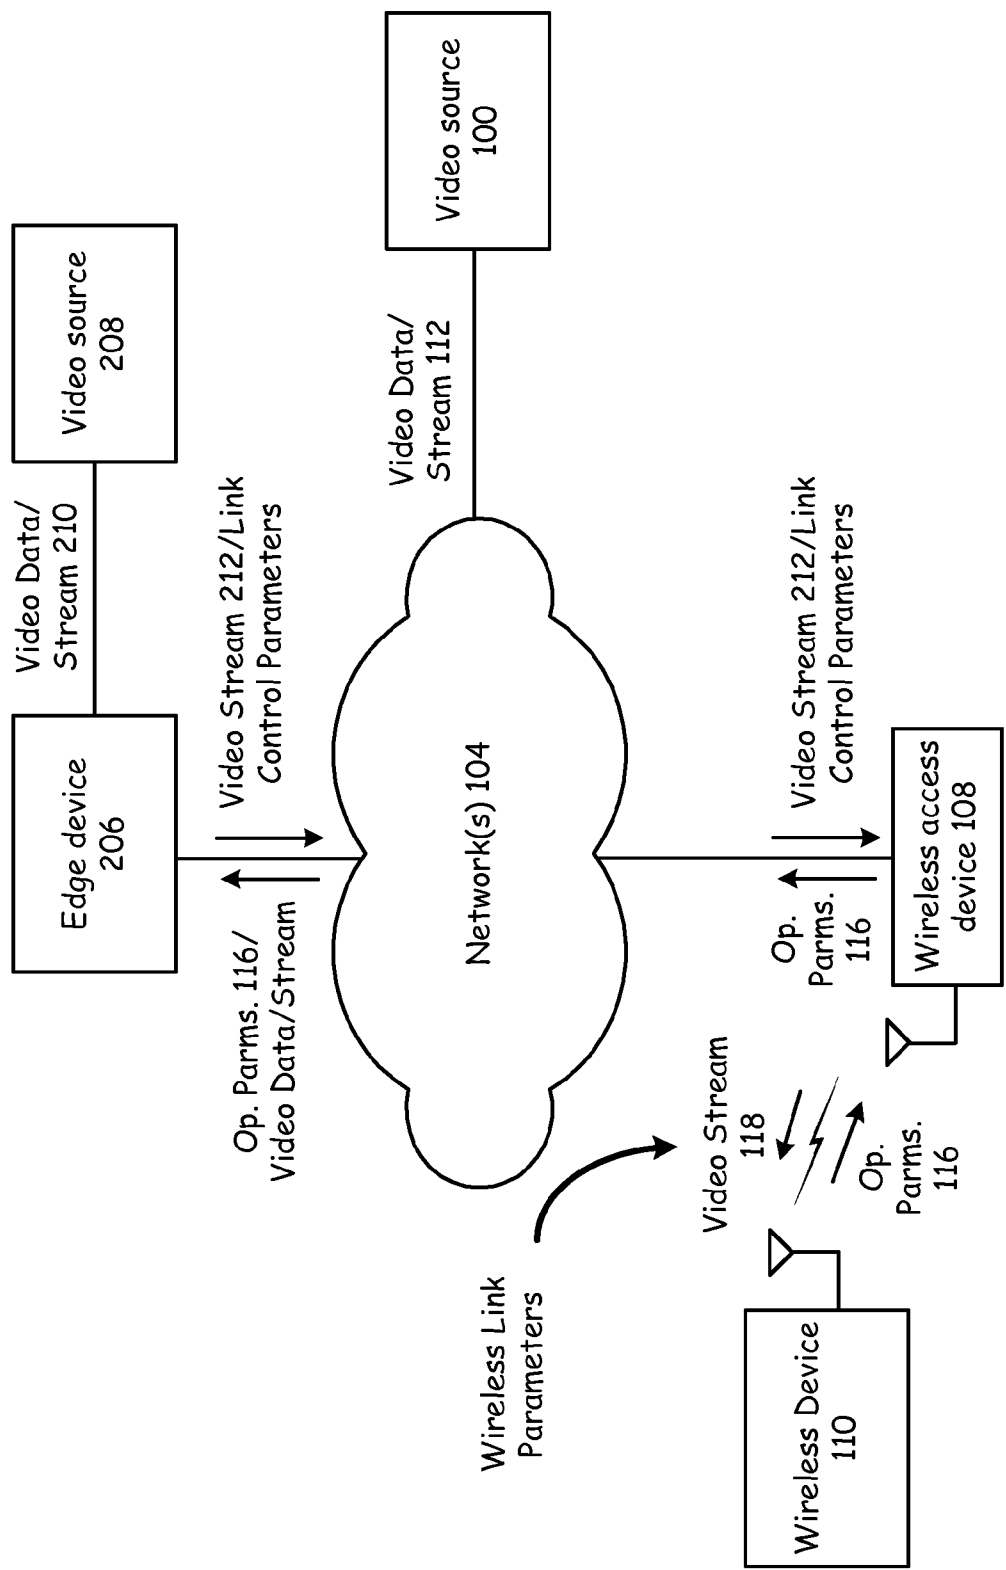 Edge device
206
Video Data/
Stream 210
Video source
208
Op. Parms. 116/
Video Data/Stream
Video Stream 212/Link
Control Parameters
Wireless Link
Parameters
Network(s) 104
Video Data/
Stream 112
Video source
100
Wireless Device
110
Video Stream
118
Op.
Parms.
116
Op.
Parms.
116
Video Stream 212/Link
Control Parameters
Wireless access
device 108